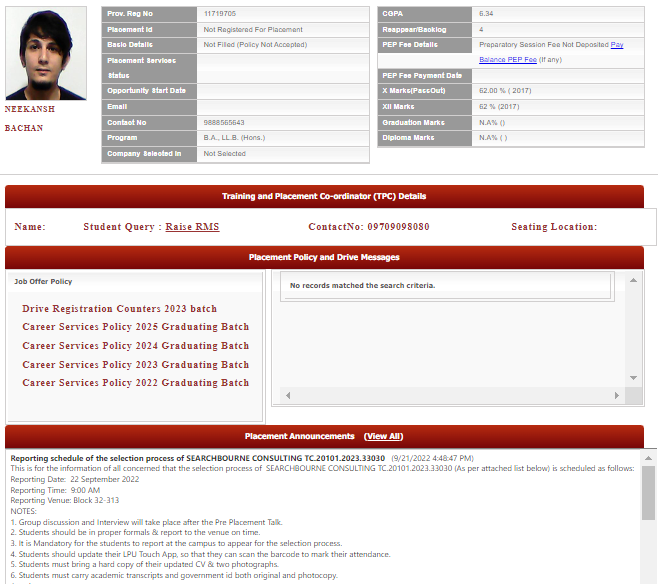 NEEKANSH
BACHAN
Prov. Reg No 11719705
Placement Id Not Registered For Placement
Basic Details Not Filled (Policy Not Accepted)
Placement Services Status
Opportunity Start Date
Email
Contact No 9888565643
Program B.A., LL.B. (Hons.)
Company Selected In Not Selected
CGPA 6.34
Reappear/Backlog 4
PEP Fee Details Preparatory Session Fee Not Deposited Pay
Balance PEP Fee (If any)
PEP Fee Payment Date
X Marks(PassOut) 62.00 % ( 2017)
XII Marks 62 % (2017)
Graduation Marks N.A% ()
Diploma Marks N.A% ( )
Training and Placement Co-ordinator (TPC) Details
Name: Student Query : Raise RMS ContactNo: 09709098080 Seating Location:
Placement Policy and Drive Messages
Job Offer Policy
Drive Registration Counters 2023 batch
Career Services Policy 2025 Graduating Batch
Career Services Policy 2024 Graduating Batch
Career Services Policy 2023 Graduating Batch
Career Services Policy 2022 Graduating Batch
No records matched the search criteria.
Placement Announcements (View All)
Reporting schedule of the selection process of SEARCHBOURNE CONSULTING TC.20101.2023.33030 (9/21/2022 4:48:47 PM)
This is for the information of all concerned that the selection process of SEARCHBOURNE CONSULTING TC.20101.2023.33030 (As per attached list below) is scheduled as follows:
Reporting Date: 22 September 2022
Reporting Time: 9:00 AM
Reporting Venue: Block 32-313
NOTES:
1. Group discussion and Interview will take place after the Pre Placement Talk.
2. Students should be in proper formals & report to the venue on time.
3. It is Mandatory for the students to report at the campus to appear for the selection process.
4. Students should update their LPU Touch App, so that they can scan the barcode to mark their attendance.
5. Students must bring a hard copy of their updated CV & two photographs.
6. Students must carry academic transcripts and government id both original and photocopy.